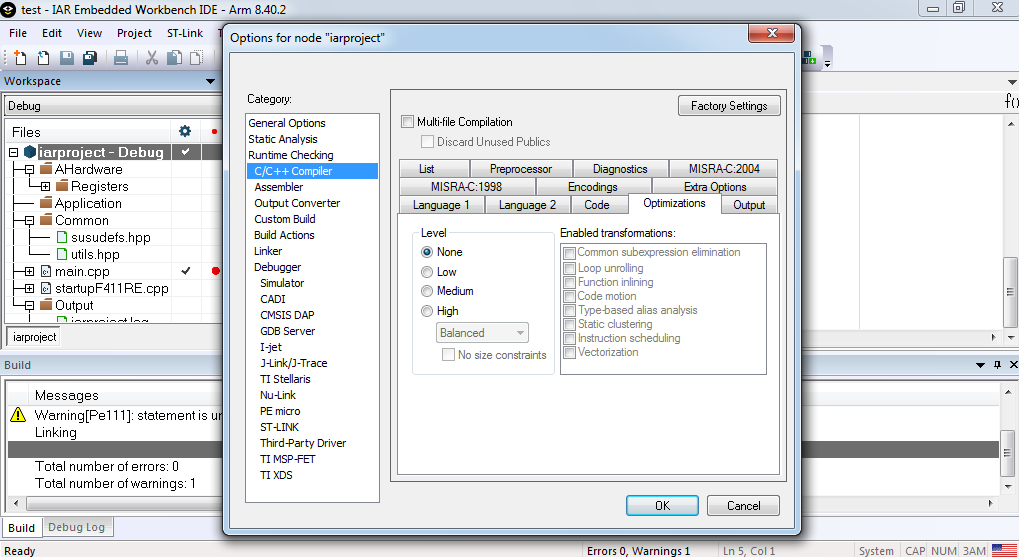 test - IAR Embedded Workbench IDE - Arm 8.40.2
File Edit View Project ST-Link
Workspace
Debug
Files
iarproject - Debug
AHardware
Registers
Application
Common
susudefs.hpp
utils.hpp
main.cpp
startupF411RE.cpp
Output
iarproject.log
iarproject
Options for node "iarproject"
Category:
General Options
Static Analysis
Runtime Checking
C/C++ Compiler
Assembler
Output Converter
Custom Build
Build Actions
Linker
Debugger
Simulator
CADI
CMSIS DAP
GDB Server
I-jet
J-Link/J-Trace
TI Stellaris
Nu-Link
PE micro
ST-LINK
Third-Party Driver
TI MSP-FET
TI XDS
Factory Settings
Multi-file Compilation
Discard Unused Publics
List Preprocessor Diagnostics MISRA-C:2004
MISRA-C:1998 Encodings Extra Options
Language 1 Language 2 Code Optimizations Output
Level
None
Low
Medium
High
Balanced
No size constraints
Enabled transformations:
Common subexpression elimination
Loop unrolling
Function inlining
Code motion
Type-based alias analysis
Static clustering
Instruction scheduling
Vectorization
OK Cancel
f()
Build
Messages
Warning[Pe111]: statement is
Linking
Total number of errors: 0
Total number of warnings: 1
Build Debug Log
Ready Errors 0, Warnings 1 Ln 5, Col 1 System CAP NUM ЗАМ